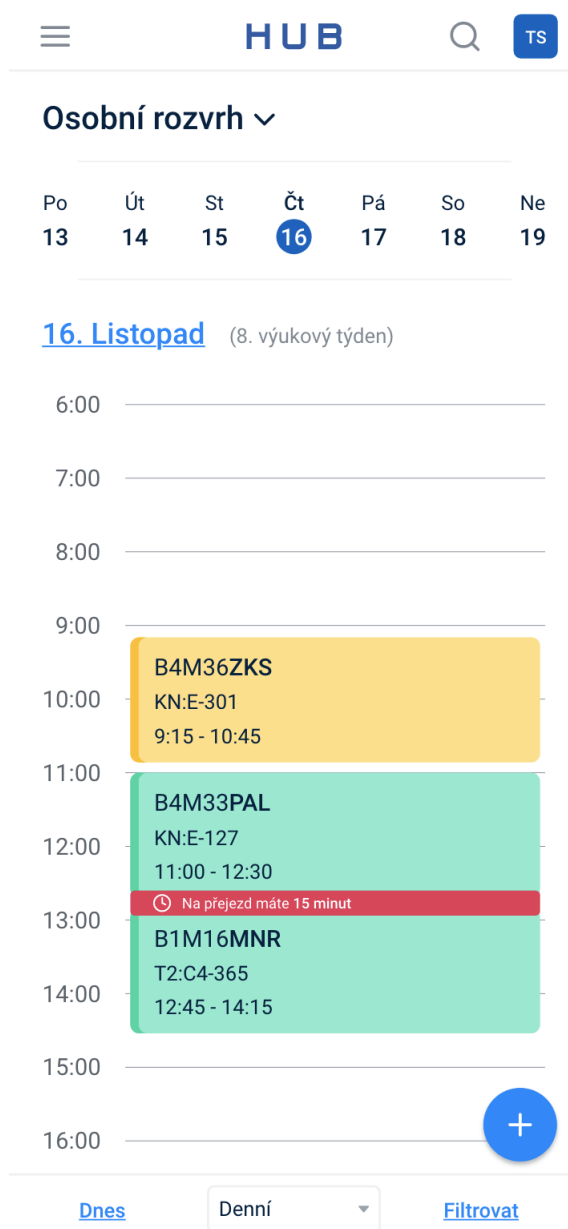 HUB
TS
Osobní rozvrh
Po Út St Čt Pá So Ne
13 14 15 16 17 18 19
16. Listopad (8. výukový týden)
6:00
7:00
8:00
9:00
B4M36ZKS
10:00 KN:E-301
9:15 - 10:45
11:00
B4M33PAL
12:00 KN:E-127
11:00 - 12:30
Na přejezd máte 15 minut
13:00
B1M16MNR
T2:C4-365
14:00
12:45 - 14:15
15:00
16:00
+
Dnes Denní Filtrovat